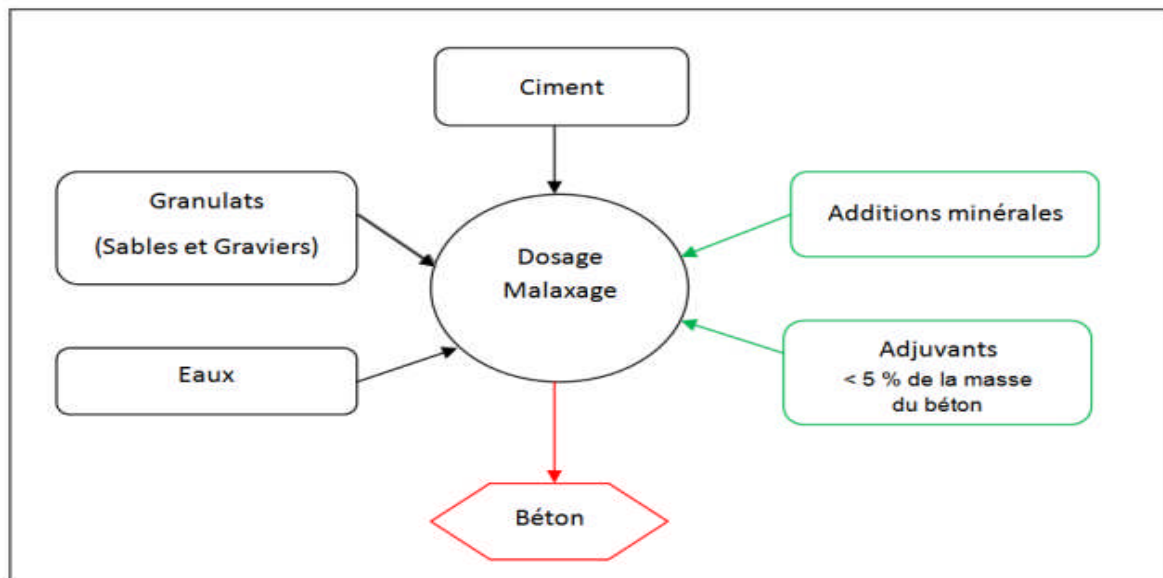 Ciment
Granulats
(Sables et Graviers)
Additions minérales
Dosage
Malaxage
Eaux
Adjuvants
< 5 % de la masse
du béton
Béton